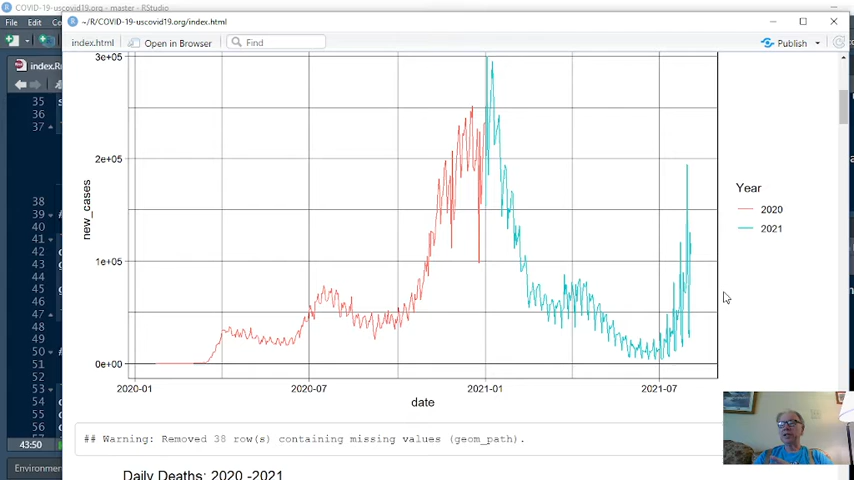 COVID-19-uscovid19.org - master - RStudio
File Edit
~/R/COVID-19-uscovid19.org/index.html
index.html Open in Browser Find Publish
index.R
35 s
36
37
38
39 #
40
41
42
43
44
45
46
47
48
49
50 #
51
52
53
54
55
56
57
43:50
Environmen
3e+05
2e+05
1e+05
0e+00
new_cases
2020-01 2020-07 2021-01 2021-07
date
Year
2020
2021
## Warning: Removed 38 row(s) containing missing values (geom_path).
Daily Deaths: 2020 -2021